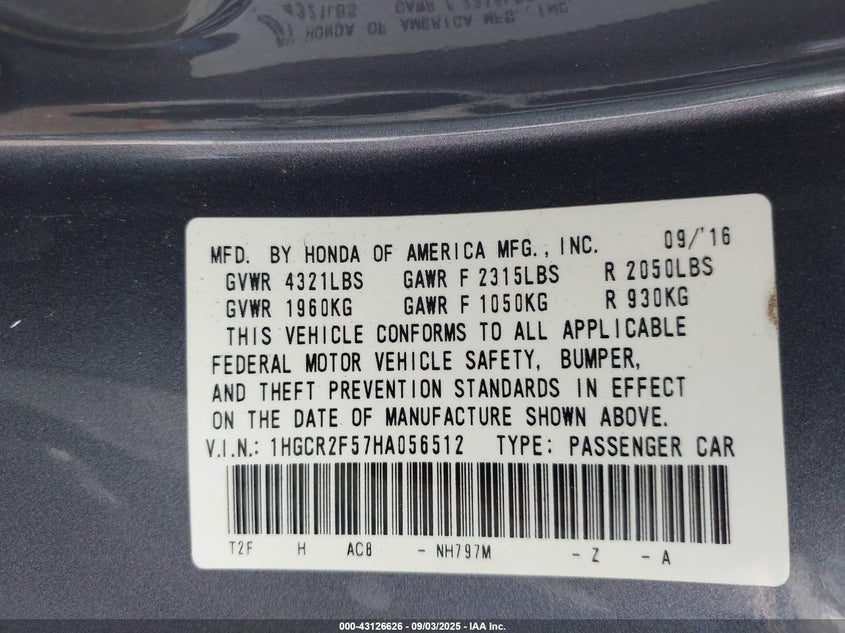 MFD. BY HONDA OF AMERICA MFG., INC. 09/'16
GVWR 4321LBS GAWR F 2315LBS R 2050LBS
GVWR 1960KG GAWR F 1050KG R 930KG
THIS VEHICLE CONFORMS TO ALL APPLICABLE
FEDERAL MOTOR VEHICLE SAFETY, BUMPER,
AND THEFT PREVENTION STANDARDS IN EFFECT
ON THE DATE OF MANUFACTURE SHOWN ABOVE.
V.I.N.: 1HGCR2F57HA056512 TYPE: PASSENGER CAR
T2F H AC8 - NH797M - Z - A
000-43126626 - 09/03/2025 - IAA Inc.